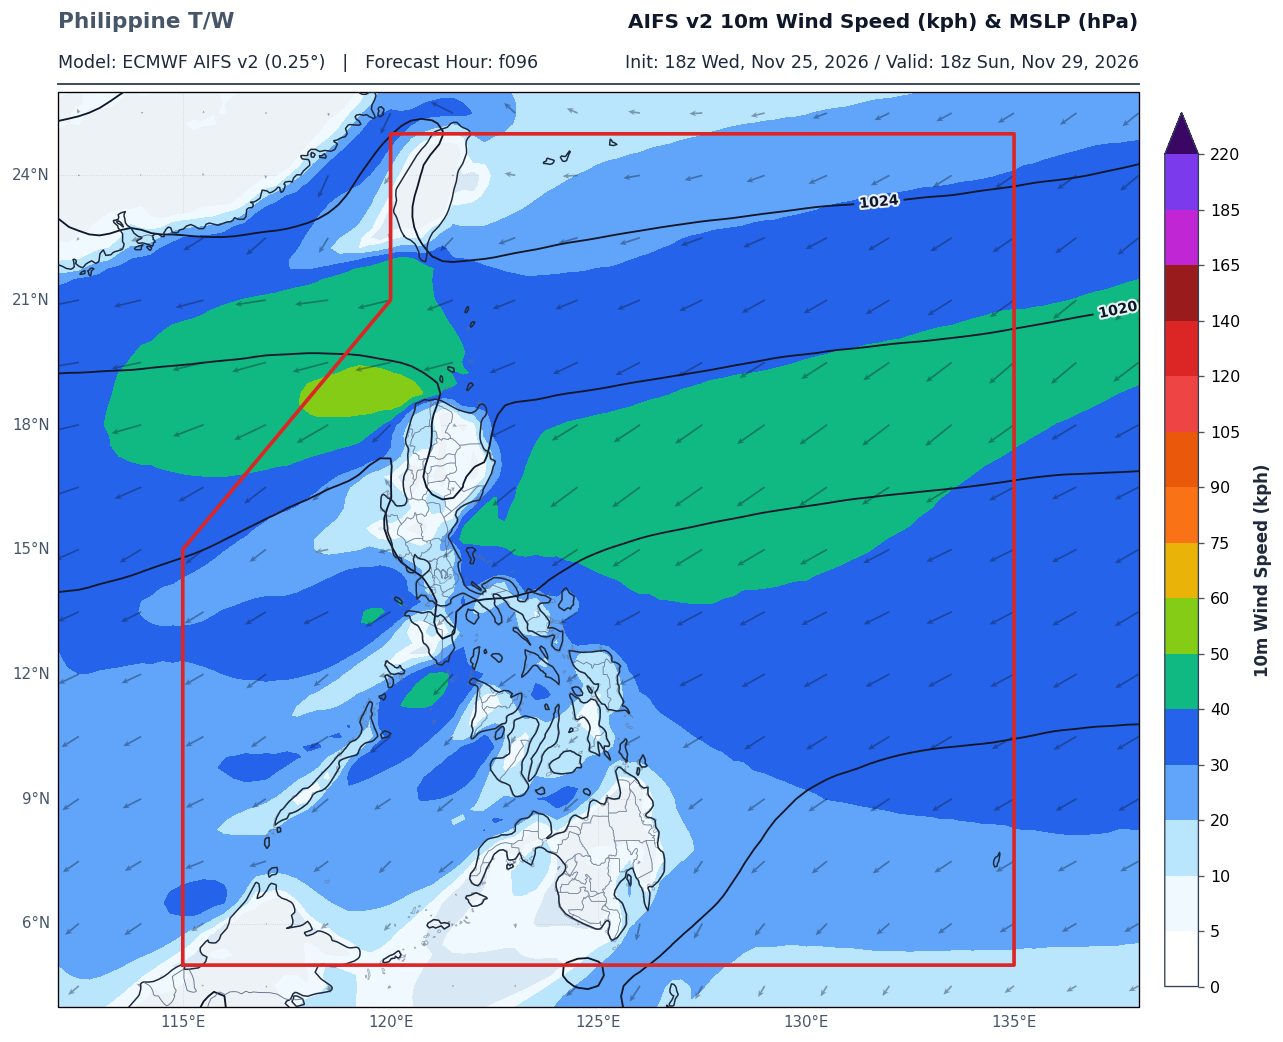 Philippine T/W
AIFS v2 10m Wind Speed (kph) & MSLP (hPa)
Model: ECMWF AIFS v2 (0.25°) | Forecast Hour: f096
Init: 18z Wed, Nov 25, 2026 / Valid: 18z Sun, Nov 29, 2026
24°N
21°N
18°N
15°N
12°N
9°N
6°N
115°E
120°E
125°E
130°E
135°E
1024
1020
220
185
165
140
120
105
90
75
60
50
40
30
20
10
5
0
10m Wind Speed (kph)